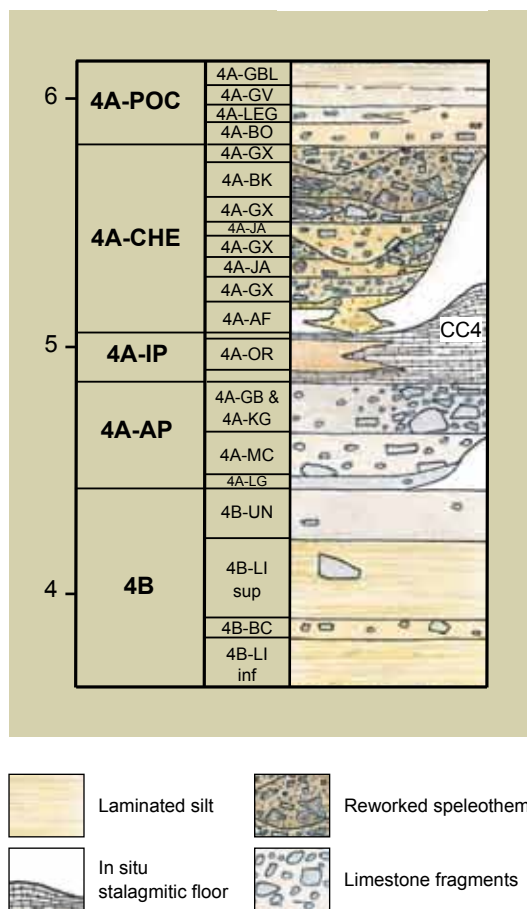 6
4A-POC
4A-GBL
4A-GV
4A-LEG
4A-BO
4A-CHE
4A-GX
4A-BK
4A-GX
4A-JA
4A-GX
4A-JA
4A-GX
4A-AF
CC4
5
4A-IP
4A-OR
4A-AP
4A-GB &
4A-KG
4A-MC
4A-LG
4
4B
4B-UN
4B-LI
sup
4B-BC
4B-LI
inf
Laminated silt
Reworked speleothem
In situ
stalagmitic floor
Limestone fragments